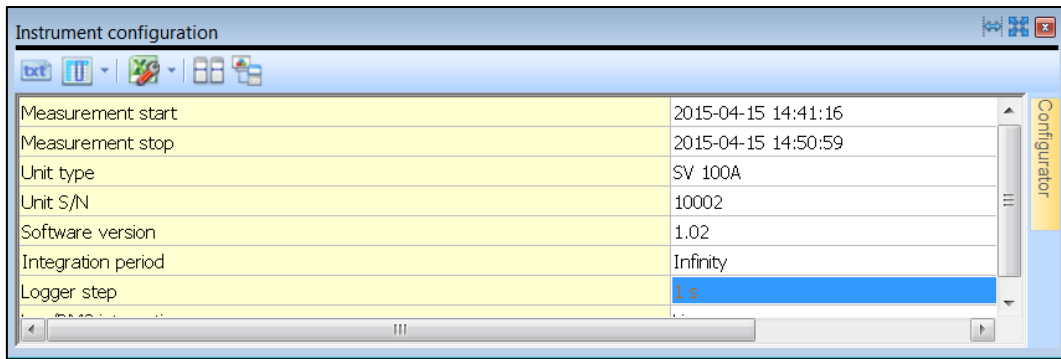 Instrument configuration
txt
Measurement start 2015-04-15 14:41:16
Measurement stop 2015-04-15 14:50:59
Unit type SV 100A
Unit S/N 10002
Software version 1.02
Integration period Infinity
Logger step 1 s
Configurator